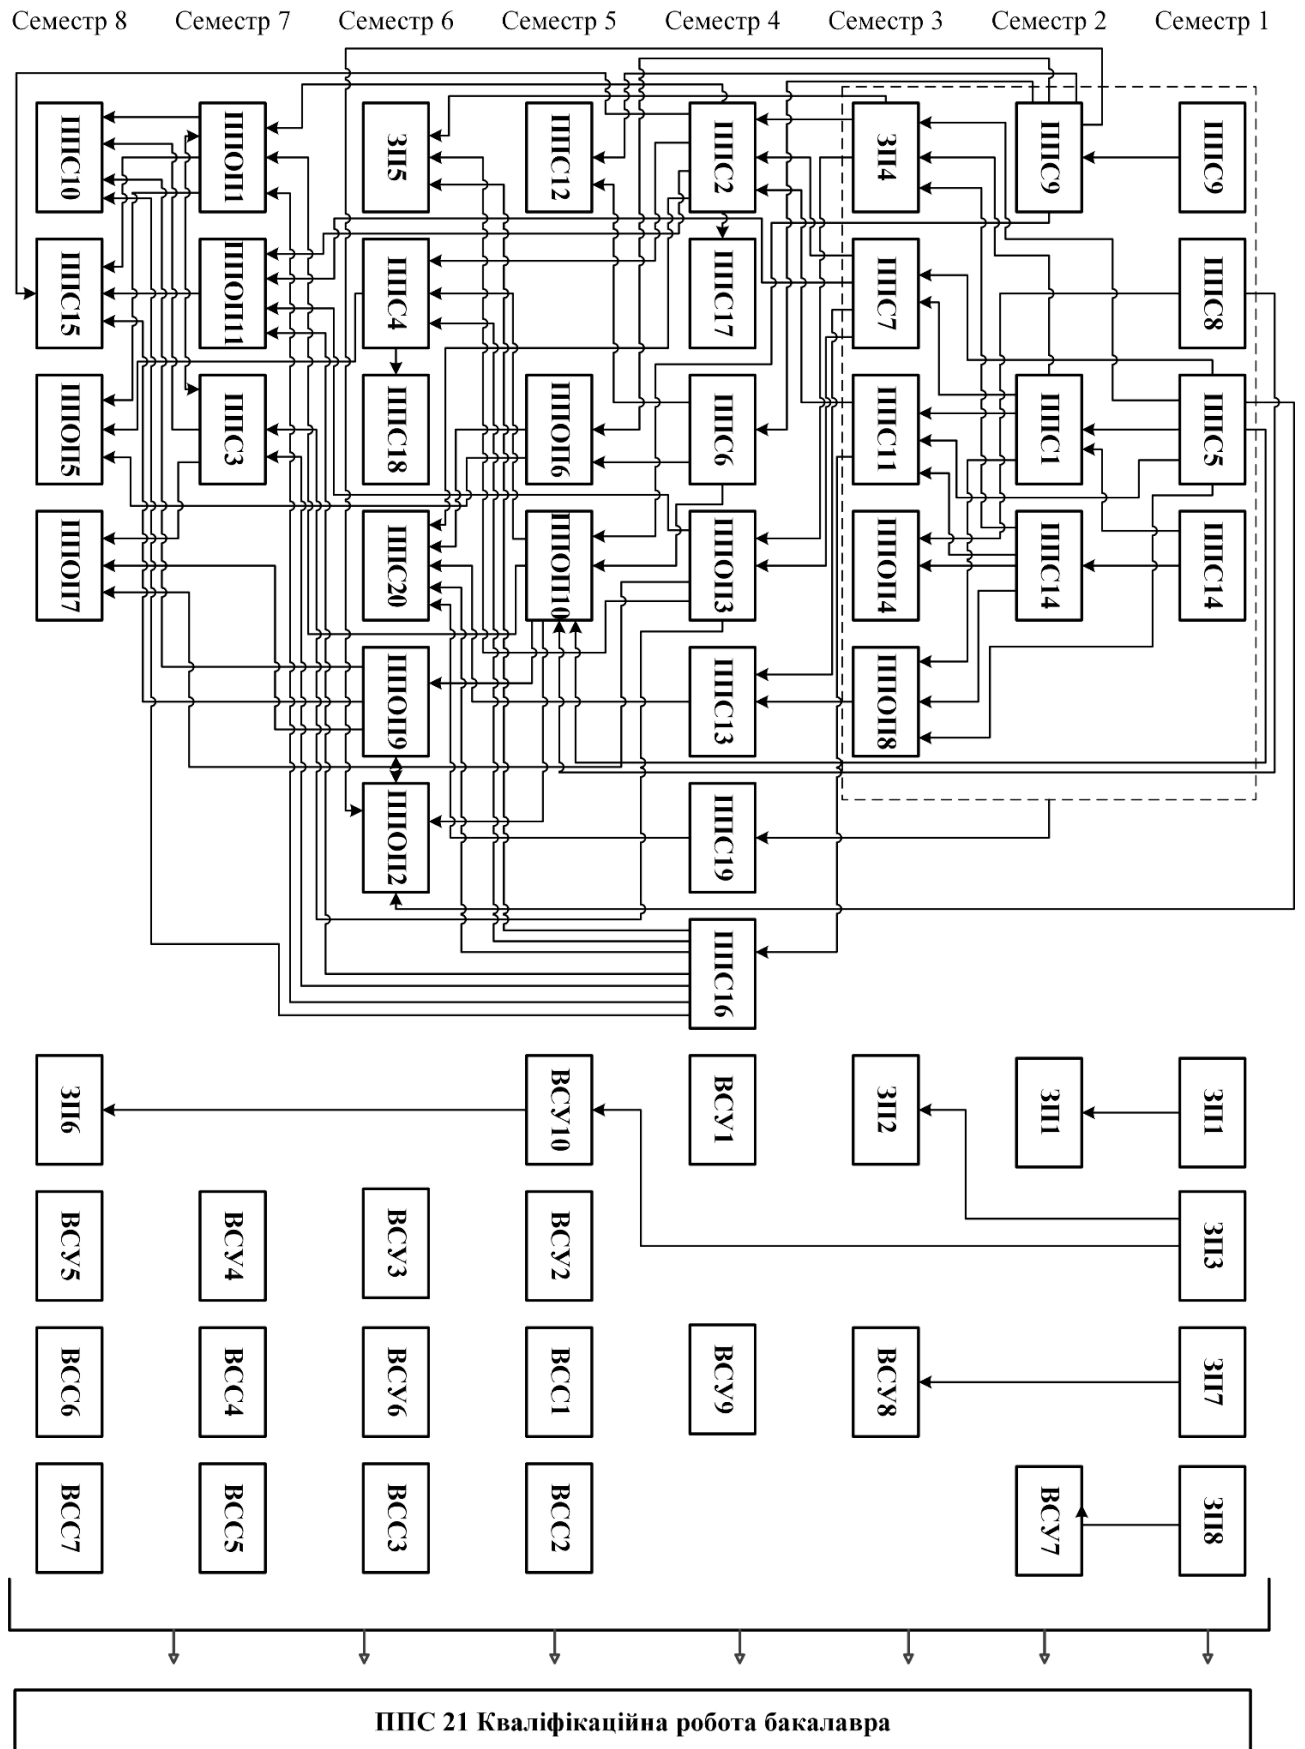 Семестр 8 Семестр 7 Семестр 6 Семестр 5 Семестр 4 Семестр 3 Семестр 2 Семестр 1
ППС10 ППОП1 ЗП5 ППС12 ППС2 ЗП4 ППС9 ППС9
ППС15 ППОП11 ППС4 ППС17 ППС7 ППС8
ППОП5 ППС3 ППС18 ППОП6 ППС6 ППС11 ППС1 ППС5
ППОП7 ППС20 ППОП10 ППОП3 ППОП4 ППС14 ППС14
ППОП9 ППС13 ППОП8
ППОП2 ППС19
ППС16
ЗП6 ВСУ10 ВСУ1 ЗП2 ЗП1 ЗП1
ВСУ5 ВСУ4 ВСУ3 ВСУ2 ЗП3
ВСС6 ВСС4 ВСУ6 ВСС1 ВСУ9 ВСУ8 ЗП7
ВСС7 ВСС5 ВСС3 ВСС2 ВСУ7 ЗП8
ППС 21 Кваліфікаційна робота бакалавра